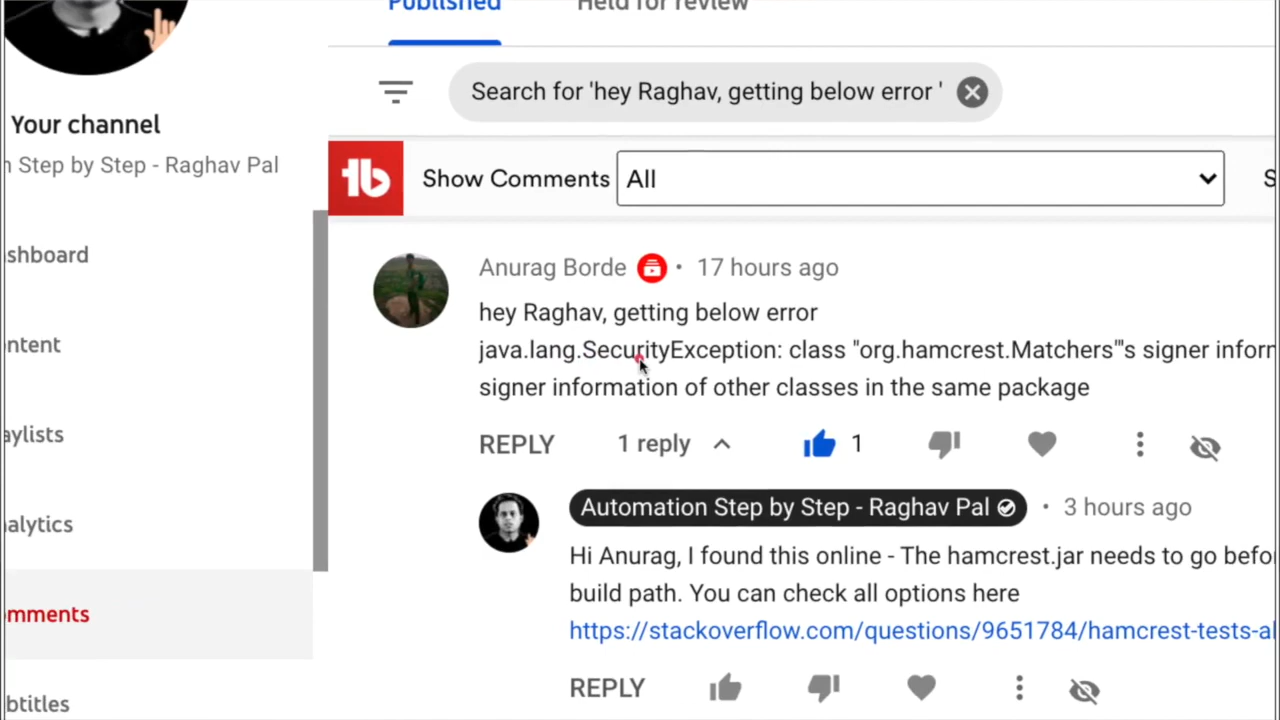 Published Held for review
Search for 'hey Raghav, getting below error '
Your channel
Step by Step - Raghav Pal
Show Comments All
shboard
Anurag Borde • 17 hours ago
hey Raghav, getting below error
java.lang.SecurityException: class "org.hamcrest.Matchers"'s signer inforn
signer information of other classes in the same package
ntent
REPLY 1 reply 1
aylists
Automation Step by Step - Raghav Pal • 3 hours ago
alytics
Hi Anurag, I found this online - The hamcrest.jar needs to go befo
build path. You can check all options here
mments
https://stackoverflow.com/questions/9651784/hamcrest-tests-al
REPLY
btitles